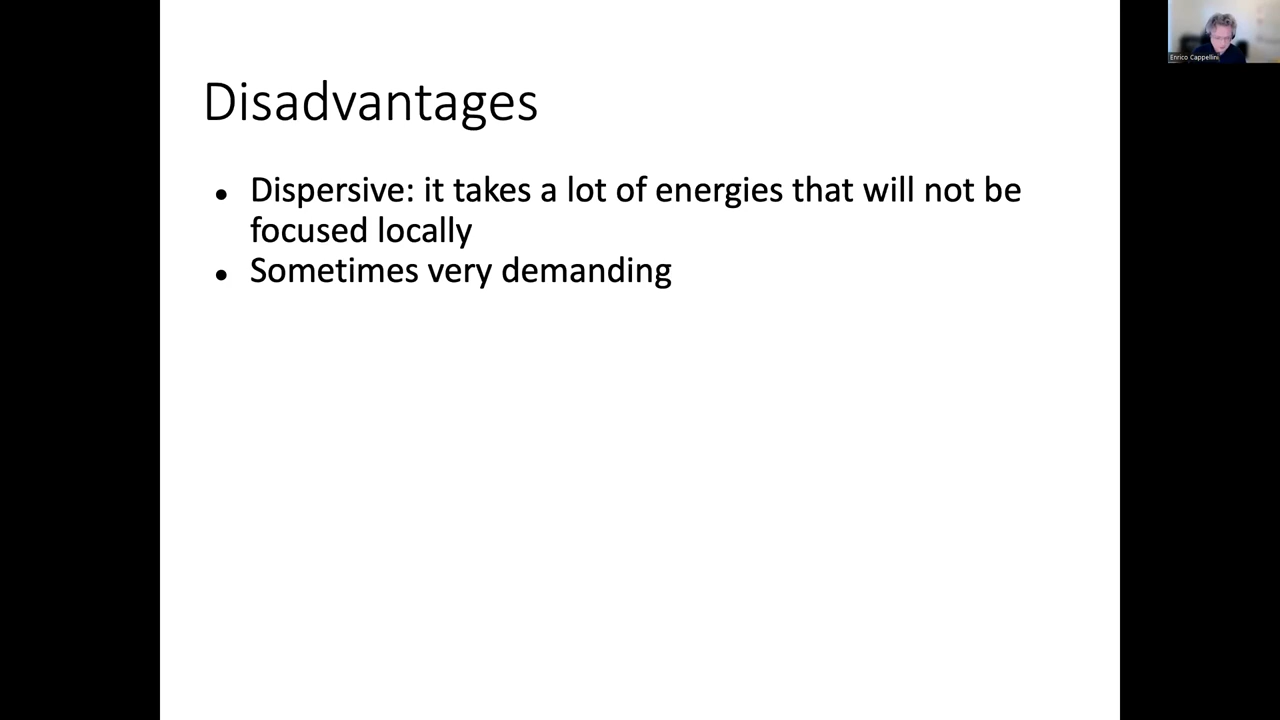 Enrico Cappellini
Disadvantages
• Dispersive: it takes a lot of energies that will not be
focused locally
• Sometimes very demanding